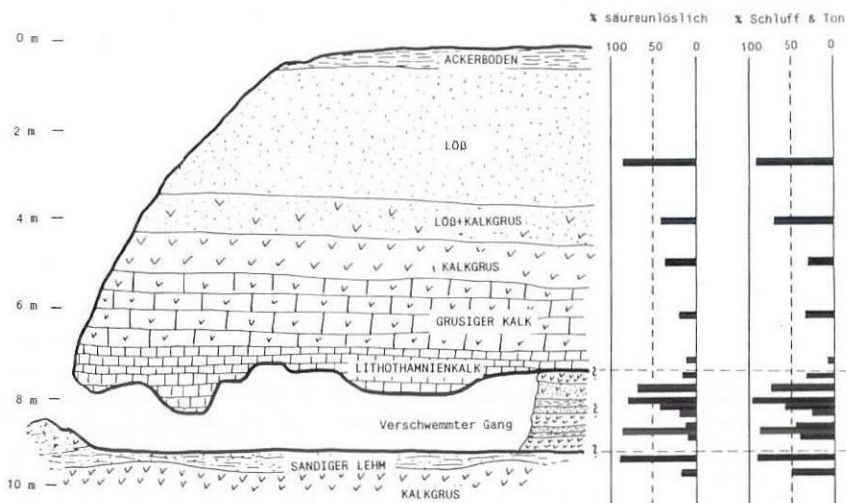 % säureunlöslich % Schluff & Ton
100 50 0 100 50 0
0 m
ACKERBODEN
2 m
LÖß
4 m
LÖß+KALKGRUS
KALKGRUS
6 m
GRUSIGER KALK
LITHOTHAMNIENKALK
8 m
Verschwemmter Gang
SANDIGER LEHM
10 m
KALKGRUS